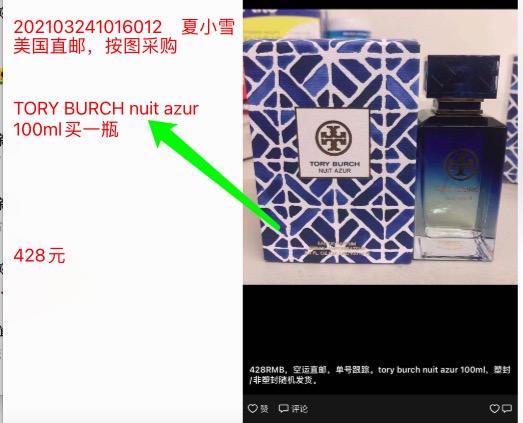 202103241016012 夏小雪
美国直邮，按图采购
TORY BURCH nuit azur
100ml买一瓶
428元
TORY BURCH
NUIT AZUR
428RMB，空运直邮，单号跟踪。tory burch nuit azur 100ml，塑封
/非塑封随机发货。
赞 评论